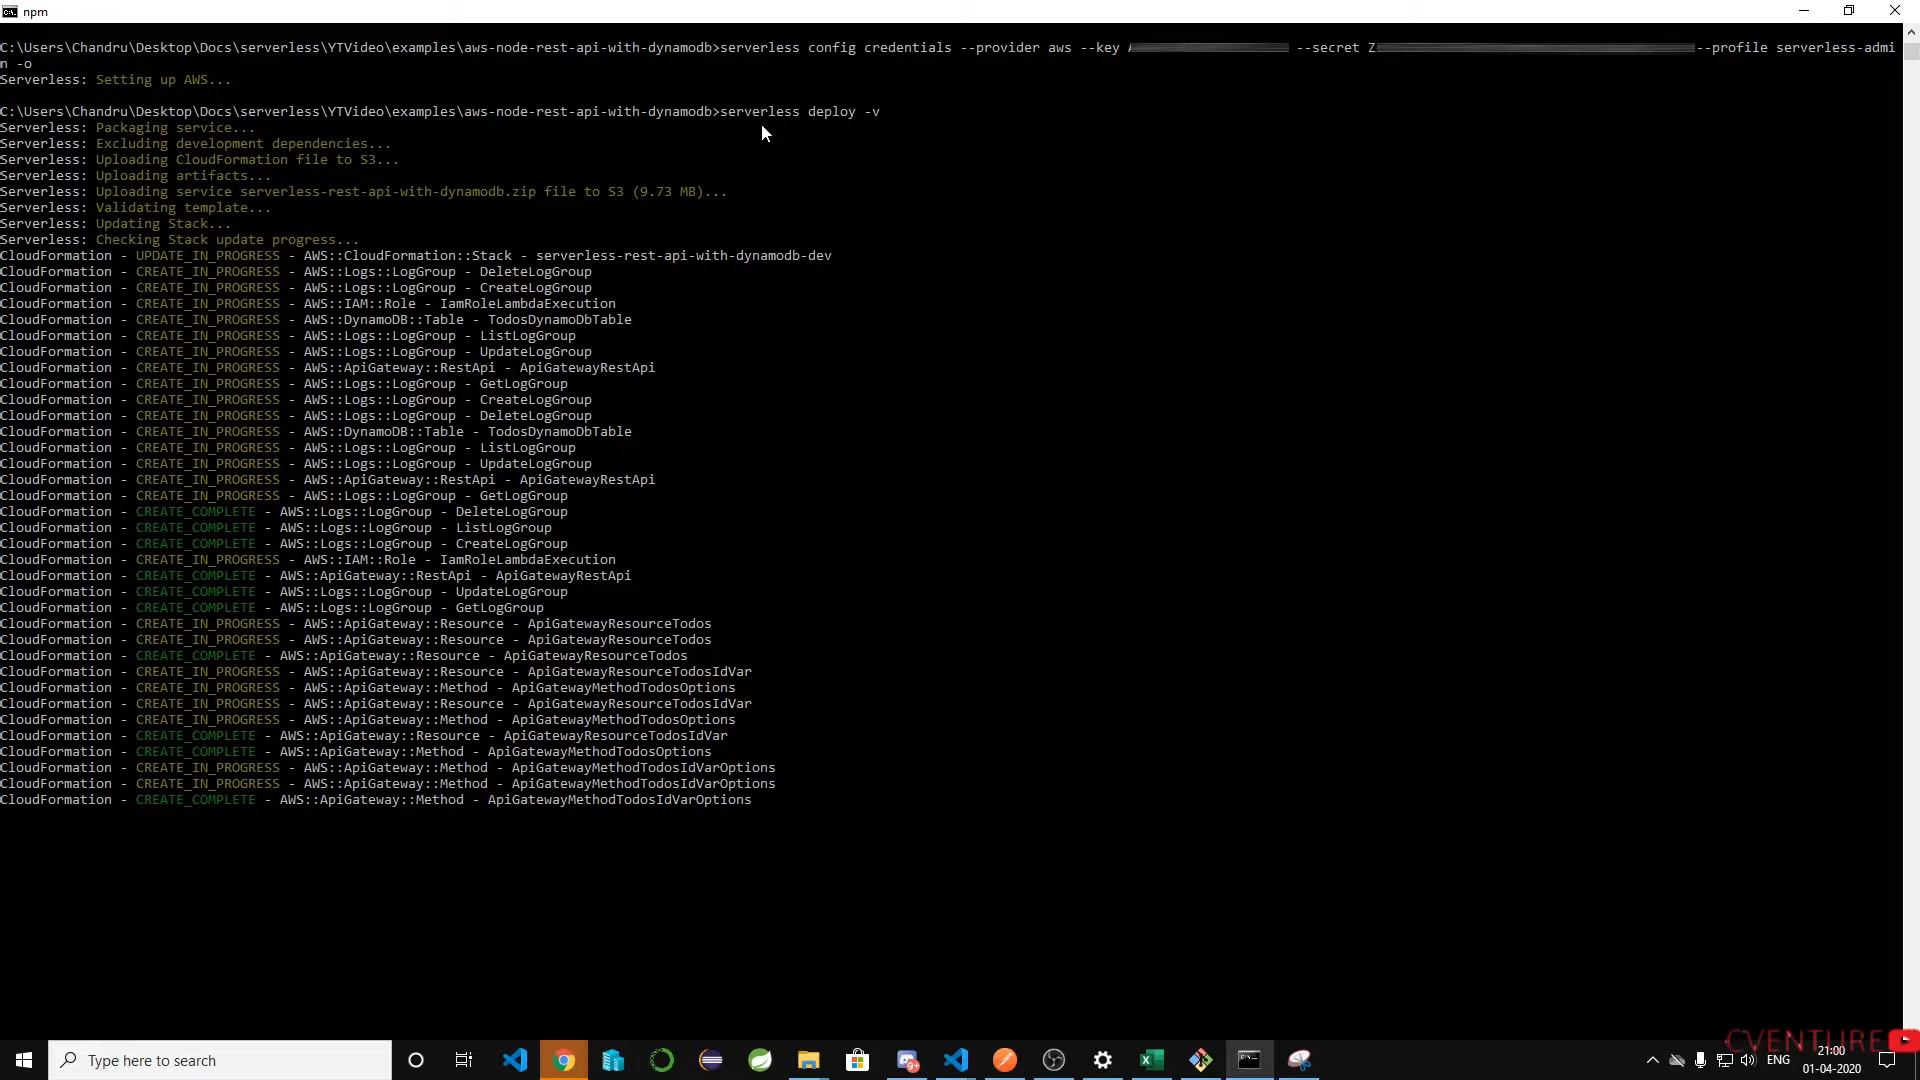 npm
C:\Users\Chandru\Desktop\Docs\serverless\YTVideo\examples\aws-node-rest-api-with-dynamodb>serverless config credentials --provider aws --key --secret Z --profile serverless-admi
n -o
Serverless: Setting up AWS...
C:\Users\Chandru\Desktop\Docs\serverless\YTVideo\examples\aws-node-rest-api-with-dynamodb>serverless deploy -v
Serverless: Packaging service...
Serverless: Excluding development dependencies...
Serverless: Uploading CloudFormation file to S3...
Serverless: Uploading artifacts...
Serverless: Uploading service serverless-rest-api-with-dynamodb.zip file to S3 (9.73 MB)...
Serverless: Validating template...
Serverless: Updating Stack...
Serverless: Checking Stack update progress...
CloudFormation - UPDATE_IN_PROGRESS - AWS::CloudFormation::Stack - serverless-rest-api-with-dynamodb-dev
CloudFormation - CREATE_IN_PROGRESS - AWS::Logs::LogGroup - DeleteLogGroup
CloudFormation - CREATE_IN_PROGRESS - AWS::Logs::LogGroup - CreateLogGroup
CloudFormation - CREATE_IN_PROGRESS - AWS::IAM::Role - IamRoleLambdaExecution
CloudFormation - CREATE_IN_PROGRESS - AWS::DynamoDB::Table - TodosDynamoDbTable
CloudFormation - CREATE_IN_PROGRESS - AWS::Logs::LogGroup - ListLogGroup
CloudFormation - CREATE_IN_PROGRESS - AWS::Logs::LogGroup - UpdateLogGroup
CloudFormation - CREATE_IN_PROGRESS - AWS::ApiGateway::RestApi - ApiGatewayRestApi
CloudFormation - CREATE_IN_PROGRESS - AWS::Logs::LogGroup - GetLogGroup
CloudFormation - CREATE_IN_PROGRESS - AWS::Logs::LogGroup - CreateLogGroup
CloudFormation - CREATE_IN_PROGRESS - AWS::Logs::LogGroup - DeleteLogGroup
CloudFormation - CREATE_IN_PROGRESS - AWS::DynamoDB::Table - TodosDynamoDbTable
CloudFormation - CREATE_IN_PROGRESS - AWS::Logs::LogGroup - ListLogGroup
CloudFormation - CREATE_IN_PROGRESS - AWS::Logs::LogGroup - UpdateLogGroup
CloudFormation - CREATE_IN_PROGRESS - AWS::ApiGateway::RestApi - ApiGatewayRestApi
CloudFormation - CREATE_IN_PROGRESS - AWS::Logs::LogGroup - GetLogGroup
CloudFormation - CREATE_COMPLETE - AWS::Logs::LogGroup - DeleteLogGroup
CloudFormation - CREATE_COMPLETE - AWS::Logs::LogGroup - ListLogGroup
CloudFormation - CREATE_COMPLETE - AWS::Logs::LogGroup - CreateLogGroup
CloudFormation - CREATE_IN_PROGRESS - AWS::IAM::Role - IamRoleLambdaExecution
CloudFormation - CREATE_COMPLETE - AWS::ApiGateway::RestApi - ApiGatewayRestApi
CloudFormation - CREATE_COMPLETE - AWS::Logs::LogGroup - UpdateLogGroup
CloudFormation - CREATE_COMPLETE - AWS::Logs::LogGroup - GetLogGroup
CloudFormation - CREATE_IN_PROGRESS - AWS::ApiGateway::Resource - ApiGatewayResourceTodos
CloudFormation - CREATE_IN_PROGRESS - AWS::ApiGateway::Resource - ApiGatewayResourceTodos
CloudFormation - CREATE_COMPLETE - AWS::ApiGateway::Resource - ApiGatewayResourceTodos
CloudFormation - CREATE_IN_PROGRESS - AWS::ApiGateway::Resource - ApiGatewayResourceTodosIdVar
CloudFormation - CREATE_IN_PROGRESS - AWS::ApiGateway::Method - ApiGatewayMethodTodosOptions
CloudFormation - CREATE_IN_PROGRESS - AWS::ApiGateway::Resource - ApiGatewayResourceTodosIdVar
CloudFormation - CREATE_IN_PROGRESS - AWS::ApiGateway::Method - ApiGatewayMethodTodosOptions
CloudFormation - CREATE_COMPLETE - AWS::ApiGateway::Resource - ApiGatewayResourceTodosIdVar
CloudFormation - CREATE_COMPLETE - AWS::ApiGateway::Method - ApiGatewayMethodTodosOptions
CloudFormation - CREATE_IN_PROGRESS - AWS::ApiGateway::Method - ApiGatewayMethodTodosIdVarOptions
CloudFormation - CREATE_IN_PROGRESS - AWS::ApiGateway::Method - ApiGatewayMethodTodosIdVarOptions
CloudFormation - CREATE_COMPLETE - AWS::ApiGateway::Method - ApiGatewayMethodTodosIdVarOptions
CVENTURE
Type here to search
ENG
21:00
01-04-2020